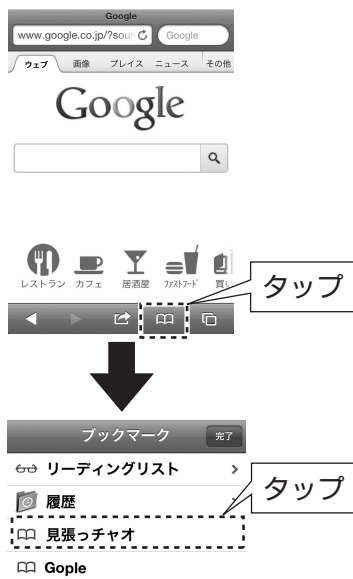 Google
www.google.co.jp/?sour
Google
ウェブ 画像 プレイス ニュース その他
Google
レストラン カフェ 居酒屋 ファストフード 買い
タップ
ブックマーク 完了
リーディングリスト
履歴
タップ
見張っチャオ
Gople